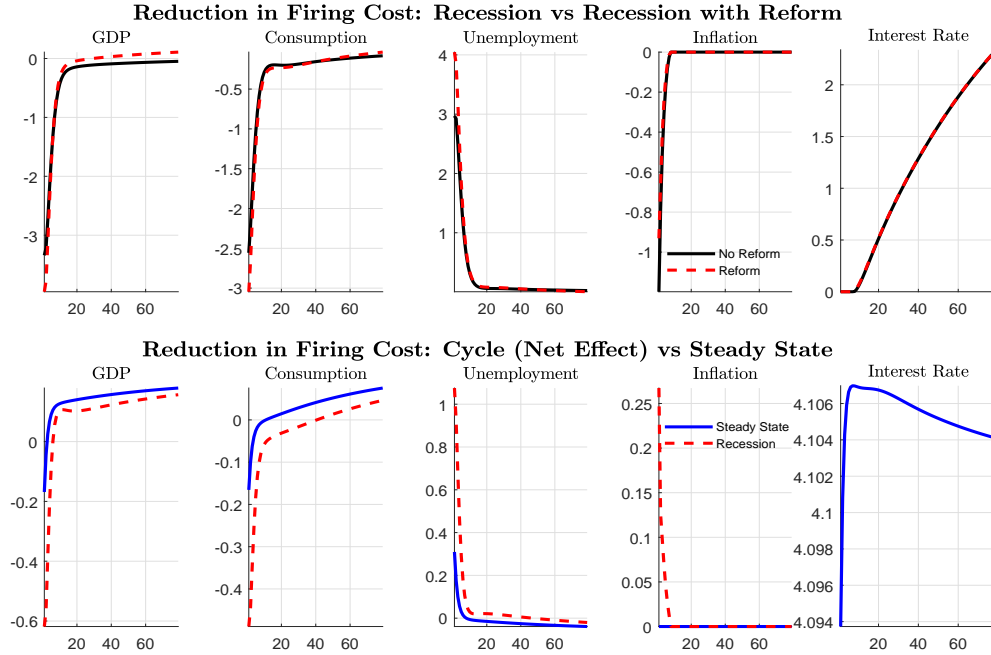 Reduction in Firing Cost: Recession vs Recession with Reform
GDP Consumption Unemployment Inflation Interest Rate
0
-1
-2
-3
20 40 60
-0.5
-1
-1.5
-2
-2.5
-3
20 40 60
4
3
2
1
20 40 60
0
-0.2
-0.4
-0.6
-0.8
-1
No Reform
Reform
20 40 60
2
1.5
1
0.5
0
20 40 60
Reduction in Firing Cost: Cycle (Net Effect) vs Steady State
GDP Consumption Unemployment Inflation Interest Rate
0
-0.2
-0.4
-0.6
20 40 60
0
-0.1
-0.2
-0.3
-0.4
20 40 60
1
0.8
0.6
0.4
0.2
0
20 40 60
0.25
0.2
0.15
0.1
0.05
0
Steady State
Recession
20 40 60
4.106
4.104
4.102
4.1
4.098
4.096
4.094
20 40 60